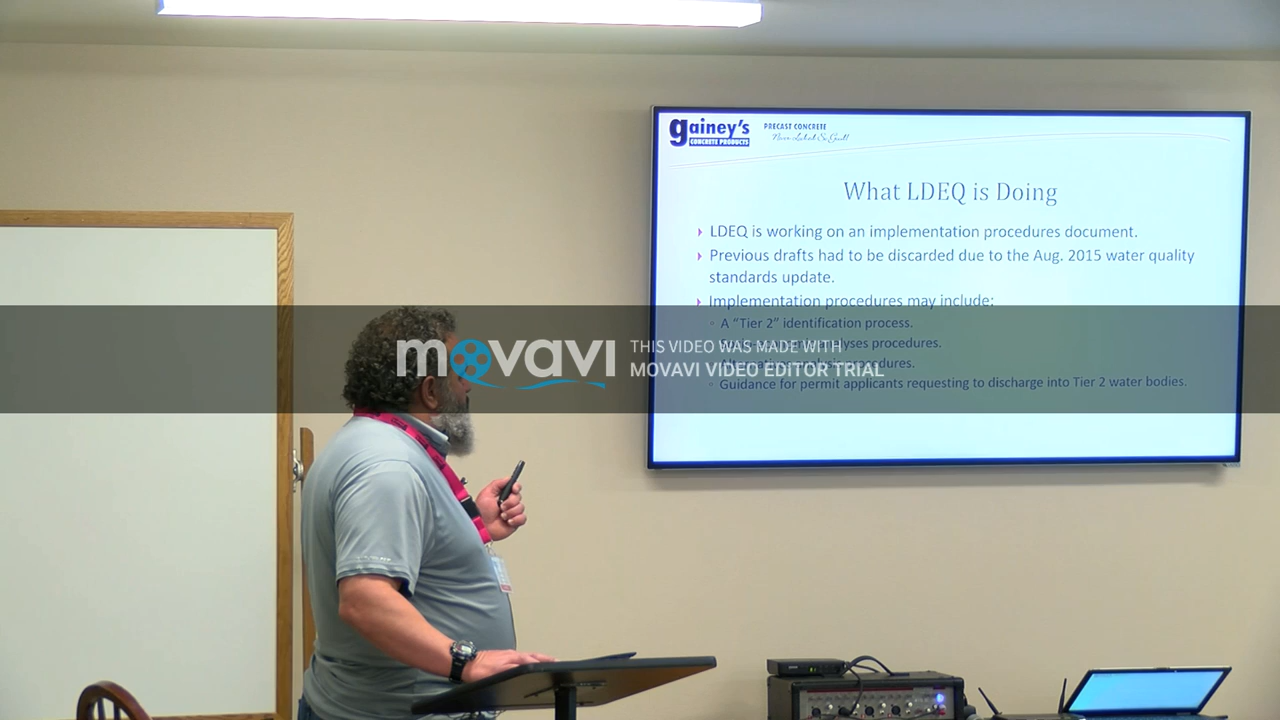 gainey's
CONCRETE PRODUCTS
PRECAST CONCRETE
What LDEQ is Doing
LDEQ is working on an implementation procedures document.
Previous drafts had to be discarded due to the Aug. 2015 water quality
standards update.
Implementation procedures may include:
A "Tier 2" identification process.
analyses procedures.
procedures.
Guidance for permit applicants requesting to discharge into Tier 2 water bodies.
movavi
THIS VIDEO WAS MADE WITH
MOVAVI VIDEO EDITOR TRIAL